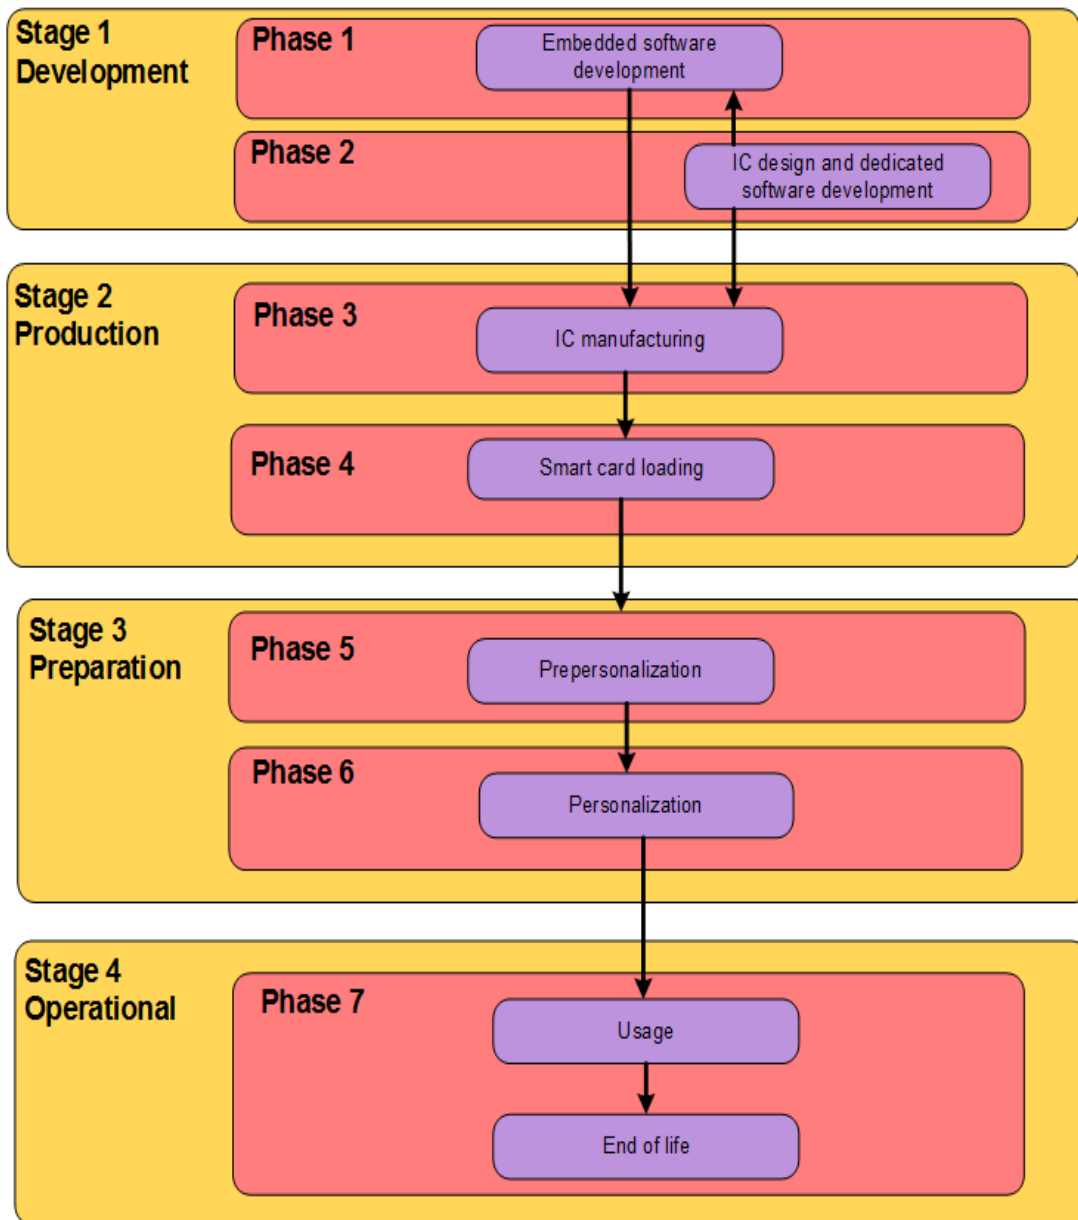 Stage 1
Development
Phase 1
Embedded software
development
Phase 2
IC design and dedicated
software development
Stage 2
Production
Phase 3
IC manufacturing
Phase 4
Smart card loading
Stage 3
Preparation
Phase 5
Prepersonalization
Phase 6
Personalization
Stage 4
Operational
Phase 7
Usage
End of life